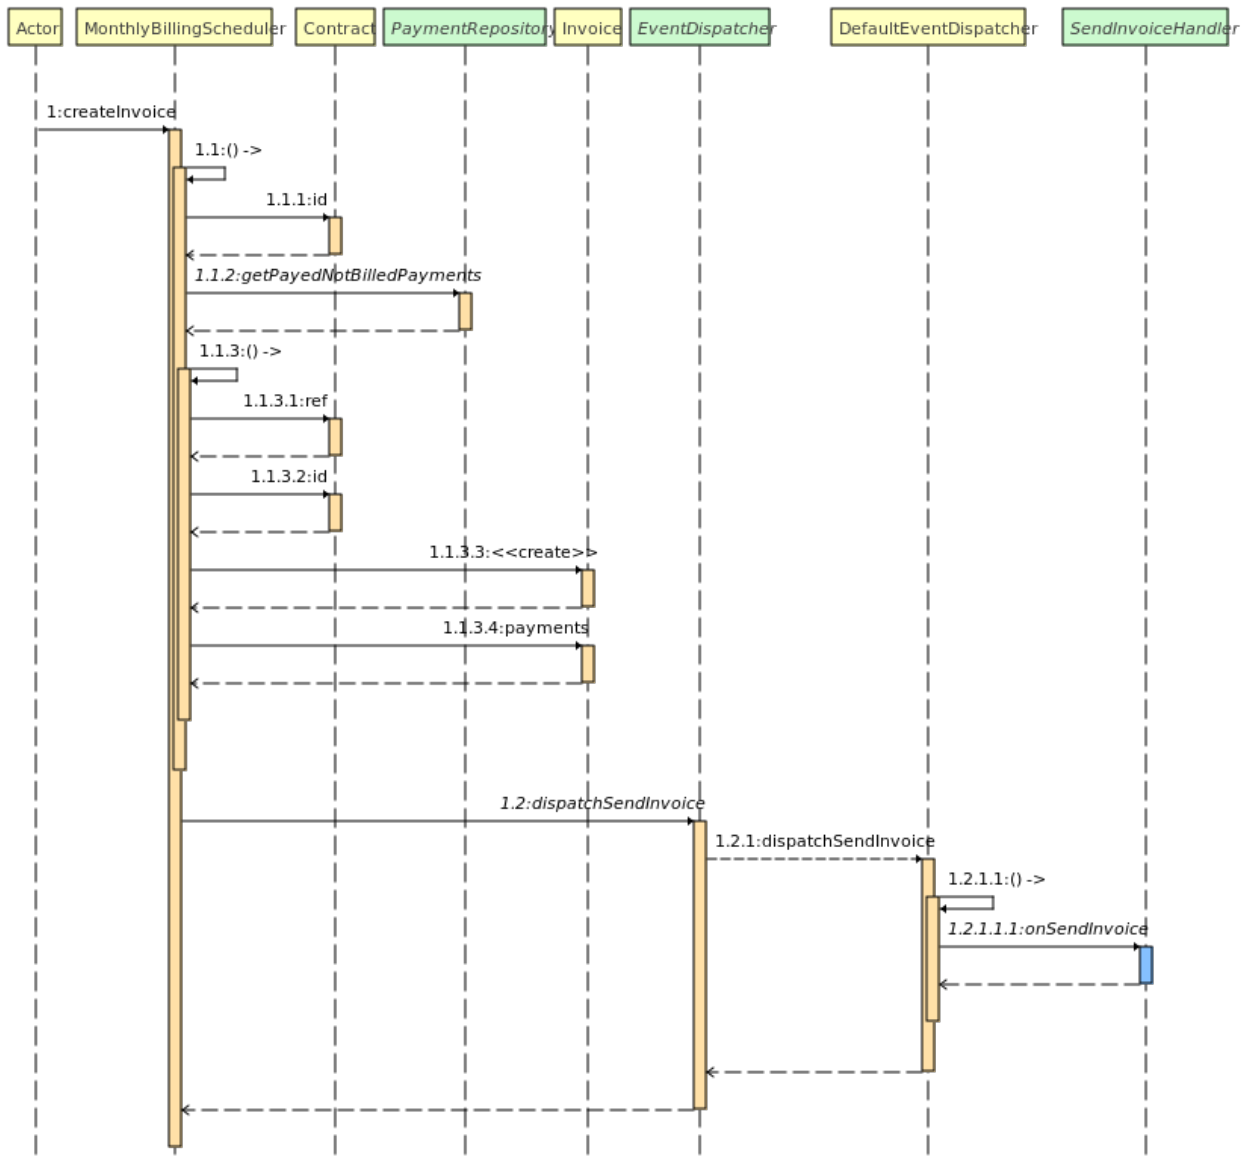 Actor MonthlyBillingScheduler Contract PaymentRepository Invoice EventDispatcher DefaultEventDispatcher SendInvoiceHandler
1:createInvoice
1.1:() ->
1.1.1:id
1.1.2:getPayedNotBilledPayments
1.1.3:() ->
1.1.3.1:ref
1.1.3.2:id
1.1.3.3:<<create>>
1.1.3.4:payments
1.2:dispatchSendInvoice
1.2.1:dispatchSendInvoice
1.2.1.1:() ->
1.2.1.1.1:onSendInvoice